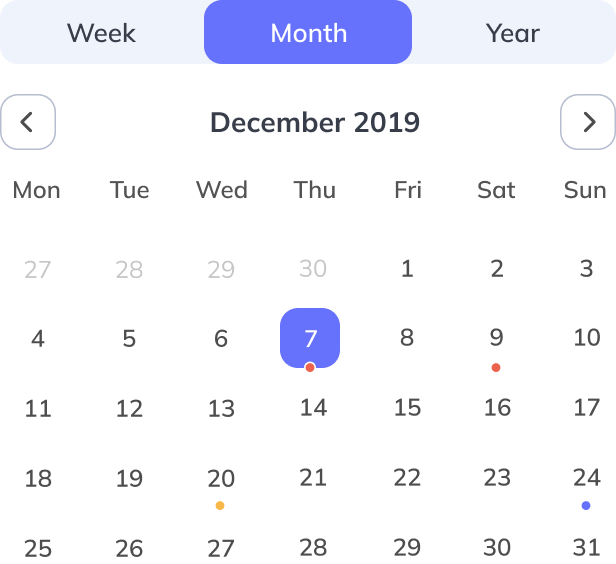 Week Month Year
December 2019
Mon Tue Wed Thu Fri Sat Sun
27 28 29 30 1 2 3
4 5 6 7 8 9 10
11 12 13 14 15 16 17
18 19 20 21 22 23 24
25 26 27 28 29 30 31